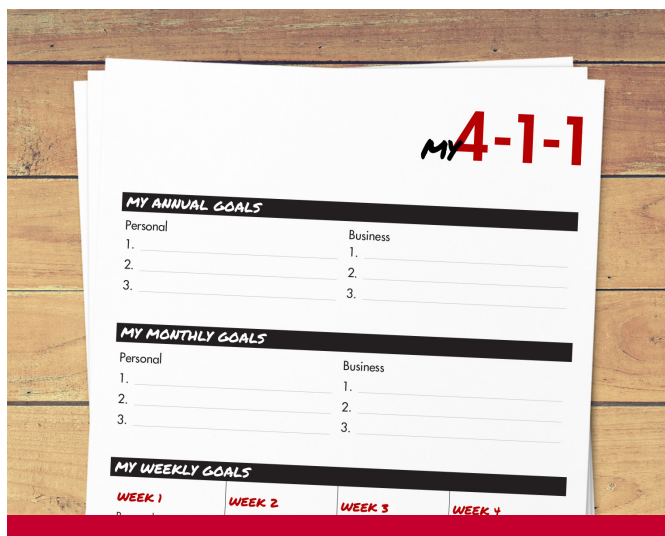 MY 4-1-1
MY ANNUAL GOALS
Personal Business
1. 1.
2. 2.
3. 3.
MY MONTHLY GOALS
Personal Business
1. 1.
2. 2.
3. 3.
MY WEEKLY GOALS
WEEK 1 WEEK 2 WEEK 3 WEEK 4